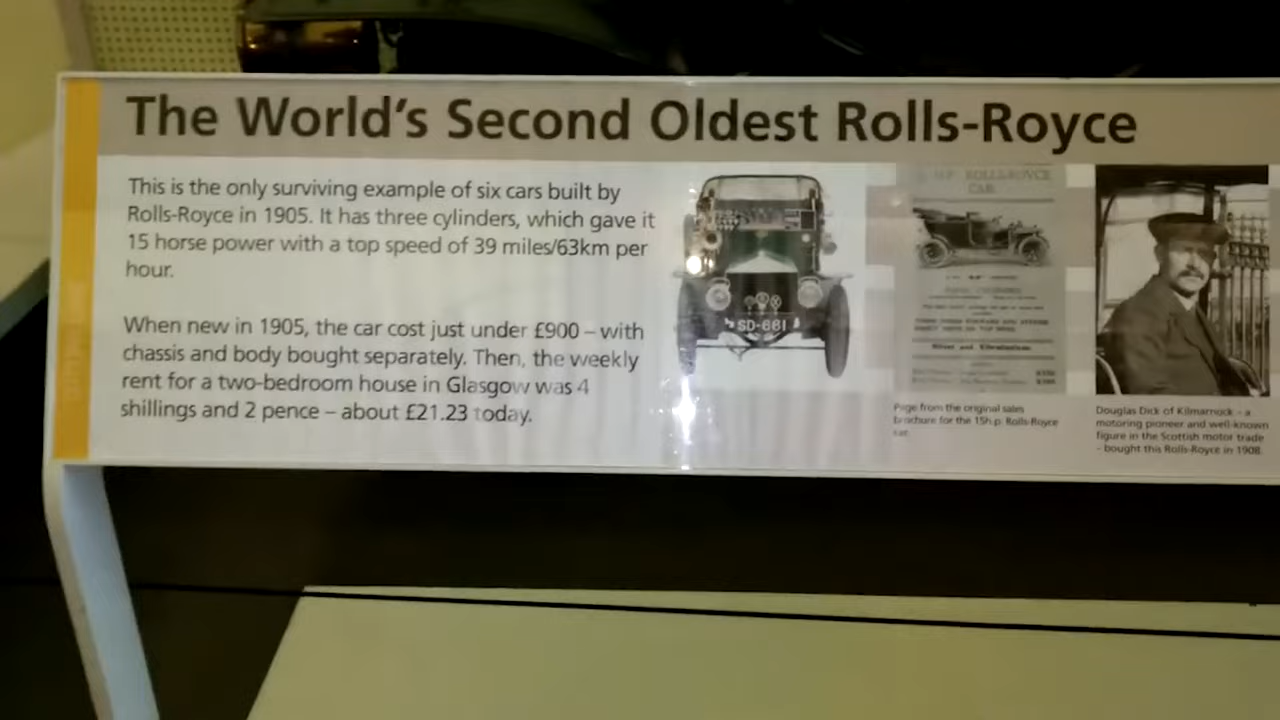 The World's Second Oldest Rolls-Royce
This is the only surviving example of six cars built by
Rolls-Royce in 1905. It has three cylinders, which gave it
15 horse power with a top speed of 39 miles/63km per
hour.
When new in 1905, the car cost just under £900 – with
chassis and body bought separately. Then, the weekly
rent for a two-bedroom house in Glasgow was 4
shillings and 2 pence – about £21.23 today.
SD-661
ROLLS-ROYCE
CAR
Page from the original sales
brochure for the 15h.p. Rolls-Royce
car.
Douglas Dick of Kilmarnock – a
motoring pioneer and well-known
figure in the Scottish motor trade
– bought this Rolls-Royce in 1908.